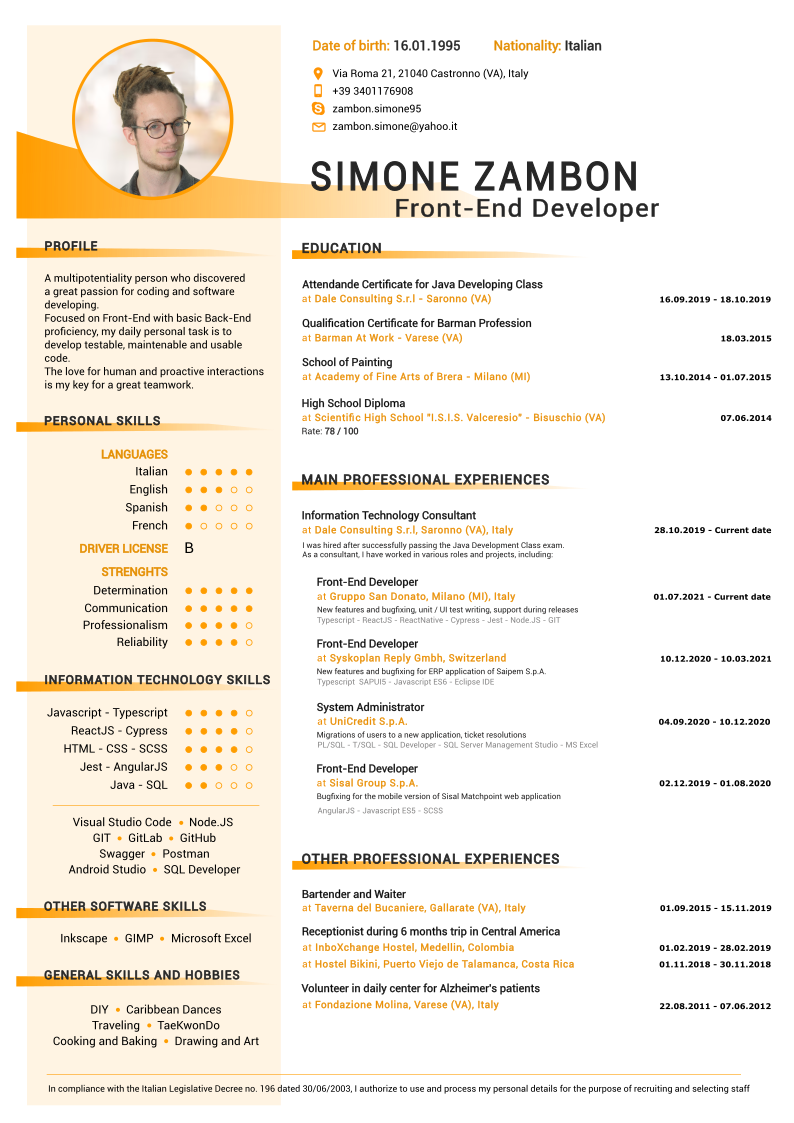 Date of birth: 16.01.1995 Nationality: Italian
Via Roma 21, 21040 Castronno (VA), Italy
+39 3401176908
zambon.simone95
zambon.simone@yahoo.it
SIMONE ZAMBON
Front-End Developer
PROFILE
A multipotentiality person who discovered
a great passion for coding and software
developing.
Focused on Front-End with basic Back-End
proficiency, my daily personal task is to
develop testable, maintenable and usable
code.
The love for human and proactive interactions
is my key for a great teamwork.
PERSONAL SKILLS
LANGUAGES
Italian
English
Spanish
French
DRIVER LICENSE B
STRENGHTS
Determination
Communication
Professionalism
Reliability
INFORMATION TECHNOLOGY SKILLS
Javascript - Typescript
ReactJS - Cypress
HTML - CSS - SCSS
Jest - AngularJS
Java - SQL
Visual Studio Code • Node.JS
GIT • GitLab • GitHub
Swagger • Postman
Android Studio • SQL Developer
OTHER SOFTWARE SKILLS
Inkscape • GIMP • Microsoft Excel
GENERAL SKILLS AND HOBBIES
DIY • Caribbean Dances
Traveling • TaeKwonDo
Cooking and Baking • Drawing and Art
EDUCATION
Attendande Certificate for Java Developing Class
at Dale Consulting S.r.l - Saronno (VA) 16.09.2019 - 18.10.2019
Qualification Certificate for Barman Profession
at Barman At Work - Varese (VA) 18.03.2015
School of Painting
at Academy of Fine Arts of Brera - Milano (MI) 13.10.2014 - 01.07.2015
High School Diploma
at Scientific High School "I.S.I.S. Valceresio" - Bisuschio (VA) 07.06.2014
Rate: 78 / 100
MAIN PROFESSIONAL EXPERIENCES
Information Technology Consultant
at Dale Consulting S.r.l, Saronno (VA), Italy 28.10.2019 - Current date
I was hired after successfully passing the Java Development Class exam.
As a consultant, I have worked in various roles and projects, including:
Front-End Developer
at Gruppo San Donato, Milano (MI), Italy 01.07.2021 - Current date
New features and bugfixing, unit / UI test writing, support during releases
Typescript - ReactJS - ReactNative - Cypress - Jest - Node.JS - GIT
Front-End Developer
at Syskoplan Reply Gmbh, Switzerland 10.12.2020 - 10.03.2021
New features and bugfixing for ERP application of Saipem S.p.A.
Typescript SAPUI5 - Javascript ES6 - Eclipse IDE
System Administrator
at UniCredit S.p.A. 04.09.2020 - 10.12.2020
Migrations of users to a new application, ticket resolutions
PL/SQL - T/SQL - SQL Developer - SQL Server Management Studio - MS Excel
Front-End Developer
at Sisal Group S.p.A. 02.12.2019 - 01.08.2020
Bugfixing for the mobile version of Sisal Matchpoint web application
AngularJS - Javascript ES5 - SCSS
OTHER PROFESSIONAL EXPERIENCES
Bartender and Waiter
at Taverna del Bucaniere, Gallarate (VA), Italy 01.09.2015 - 15.11.2019
Receptionist during 6 months trip in Central America
at InboXchange Hostel, Medellin, Colombia 01.02.2019 - 28.02.2019
at Hostel Bikini, Puerto Viejo de Talamanca, Costa Rica 01.11.2018 - 30.11.2018
Volunteer in daily center for Alzheimer's patients
at Fondazione Molina, Varese (VA), Italy 22.08.2011 - 07.06.2012
In compliance with the Italian Legislative Decree no. 196 dated 30/06/2003, I authorize to use and process my personal details for the purpose of recruiting and selecting staff